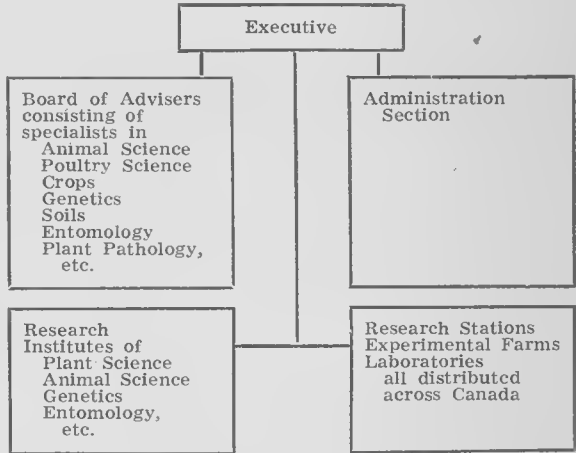 Executive
Board of Advisers
consisting of
specialists in
Animal Science
Poultry Science
Crops
Genetics
Soils
Entomology
Plant Pathology,
etc.
Administration
Section
Research
Institutes of
Plant Science
Animal Science
Genetics
Entomology,
etc.
Research Stations
Experimental Farms
Laboratories
all distributed
across Canada